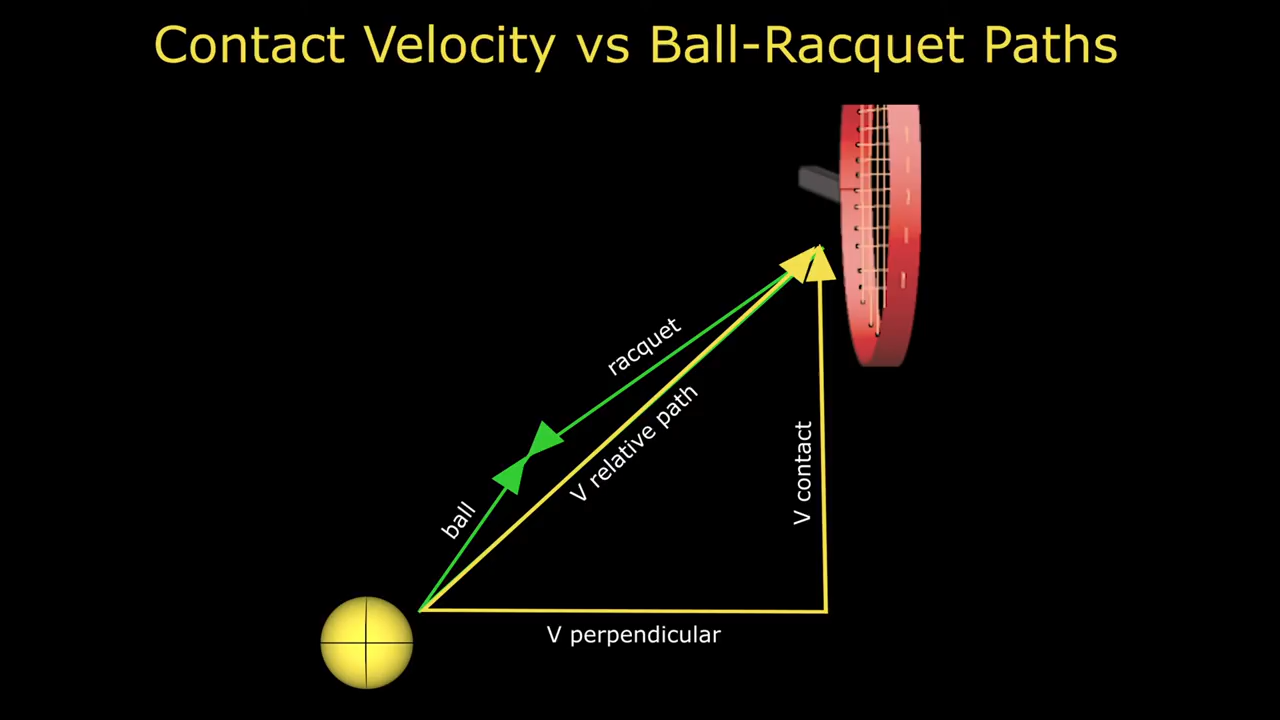 Contact Velocity vs Ball-Racquet Paths
racquet
V relative path
ball
V contact
V perpendicular